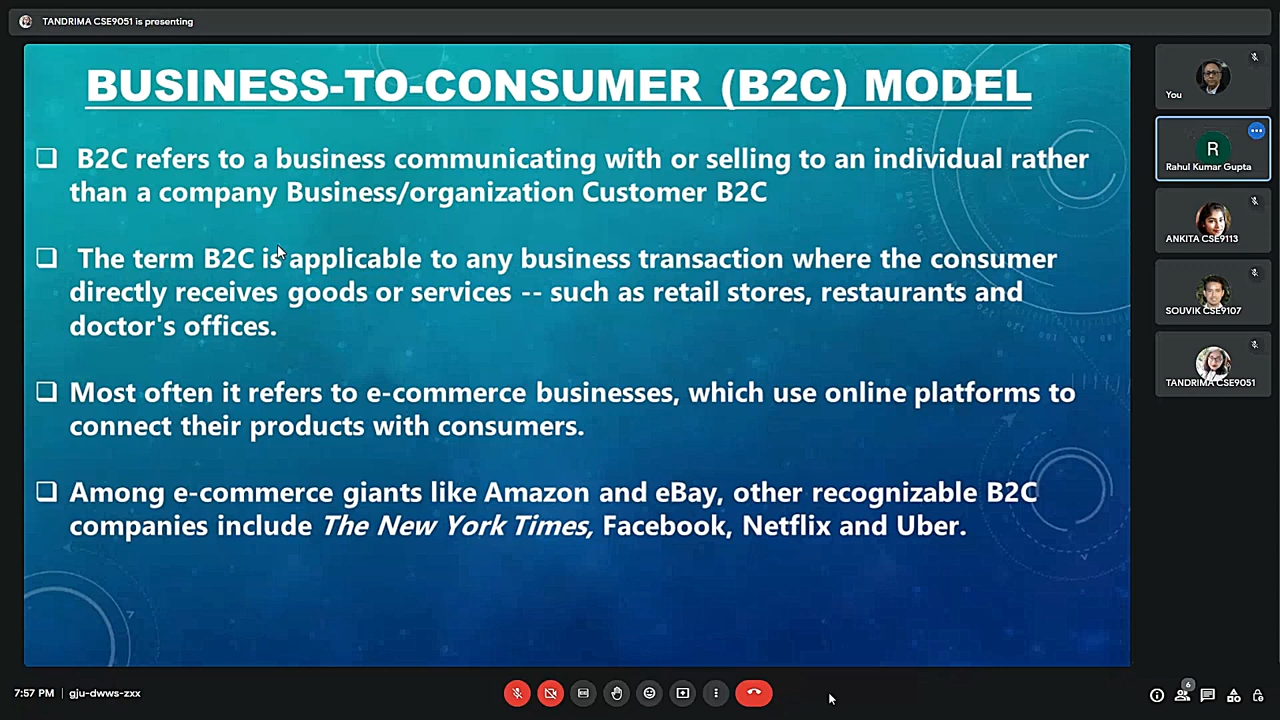 TANDRIMA CSE9051 is presenting
BUSINESS-TO-CONSUMER (B2C) MODEL
B2C refers to a business communicating with or selling to an individual rather
than a company Business/organization Customer B2C
The term B2C is applicable to any business transaction where the consumer
directly receives goods or services -- such as retail stores, restaurants and
doctor's offices.
Most often it refers to e-commerce businesses, which use online platforms to
connect their products with consumers.
Among e-commerce giants like Amazon and eBay, other recognizable B2C
companies include The New York Times, Facebook, Netflix and Uber.
You
R
Rahul Kumar Gupta
ANKITA CSE9113
SOUVIK CSE9107
TANDRIMA CSE9051
7:57 PM | gju-dwws-zxx
6